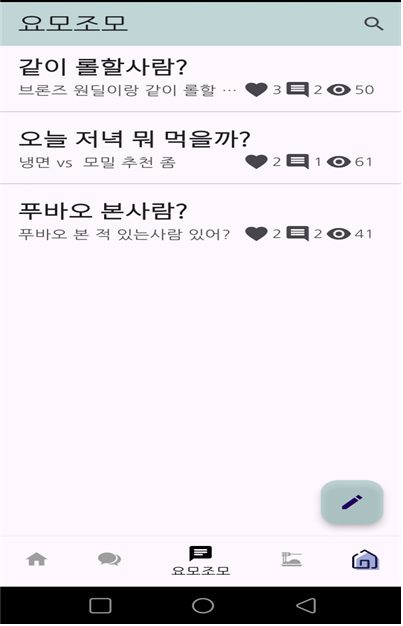 요모조모
같이 롤할사람?
브론즈 원딜이랑 같이 롤할 … 3 2 50
오늘 저녁 뭐 먹을까?
냉면 vs 모밀 추천 좀 2 1 61
푸바오 본사람?
푸바오 본 적 있는사람 있어? 2 2 41
요모조모